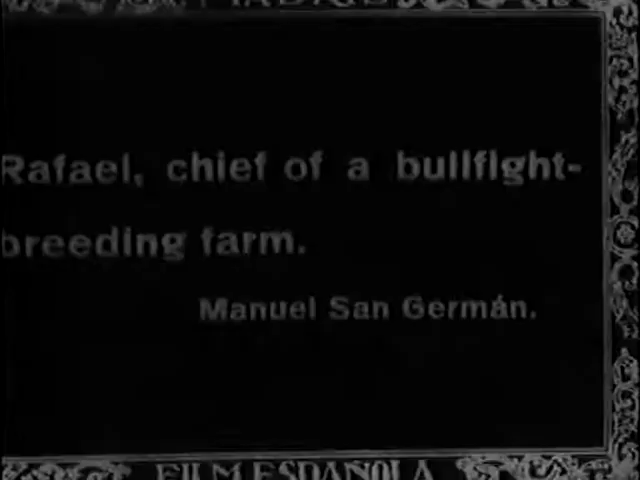 Rafael, chief of a bullfight-
breeding farm.
Manuel San Germán.
FILM ESPAÑOLA